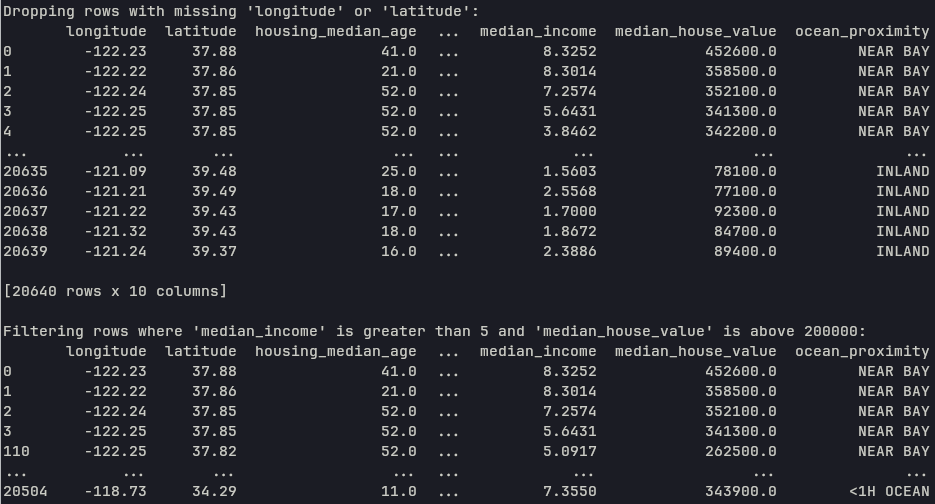 Dropping rows with missing 'longitude' or 'latitude':
       longitude  latitude  housing_median_age  ...  median_income  median_house_value  ocean_proximity
0        -122.23     37.88                41.0  ...         8.3252            452600.0         NEAR BAY
1        -122.22     37.86                21.0  ...         8.3014            358500.0         NEAR BAY
2        -122.24     37.85                52.0  ...         7.2574            352100.0         NEAR BAY
3        -122.25     37.85                52.0  ...         5.6431            341300.0         NEAR BAY
4        -122.25     37.85                52.0  ...         3.8462            342200.0         NEAR BAY
...          ...       ...                 ...  ...            ...                 ...              ...
20635    -121.09     39.48                25.0  ...         1.5603             78100.0           INLAND
20636    -121.21     39.49                18.0  ...         2.5568             77100.0           INLAND
20637    -121.22     39.43                17.0  ...         1.7000             92300.0           INLAND
20638    -121.32     39.43                18.0  ...         1.8672             84700.0           INLAND
20639    -121.24     39.37                16.0  ...         2.3886             89400.0           INLAND
[20640 rows x 10 columns]
Filtering rows where 'median_income' is greater than 5 and 'median_house_value' is above 200000:
       longitude  latitude  housing_median_age  ...  median_income  median_house_value  ocean_proximity
0        -122.23     37.88                41.0  ...         8.3252            452600.0         NEAR BAY
1        -122.22     37.86                21.0  ...         8.3014            358500.0         NEAR BAY
2        -122.24     37.85                52.0  ...         7.2574            352100.0         NEAR BAY
3        -122.25     37.85                52.0  ...         5.6431            341300.0         NEAR BAY
110      -122.25     37.82                52.0  ...         5.0917            262500.0         NEAR BAY
...          ...       ...                 ...  ...            ...                 ...              ...
20504    -118.73     34.29                11.0  ...         7.3550            343900.0        <1H OCEAN